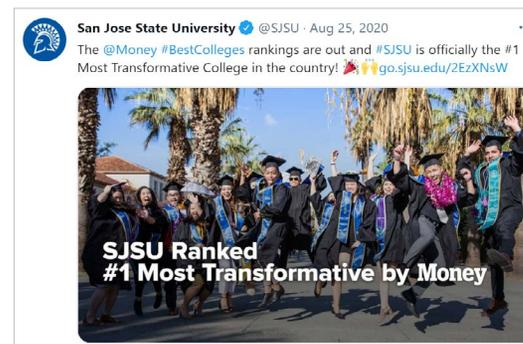 San Jose State University @SJSU · Aug 25, 2020
The @Money #BestColleges rankings are out and #SJSU is officially the #1
Most Transformative College in the country! 🎉🙌go.sjsu.edu/2EzXNsW
SJSU Ranked
#1 Most Transformative by Money